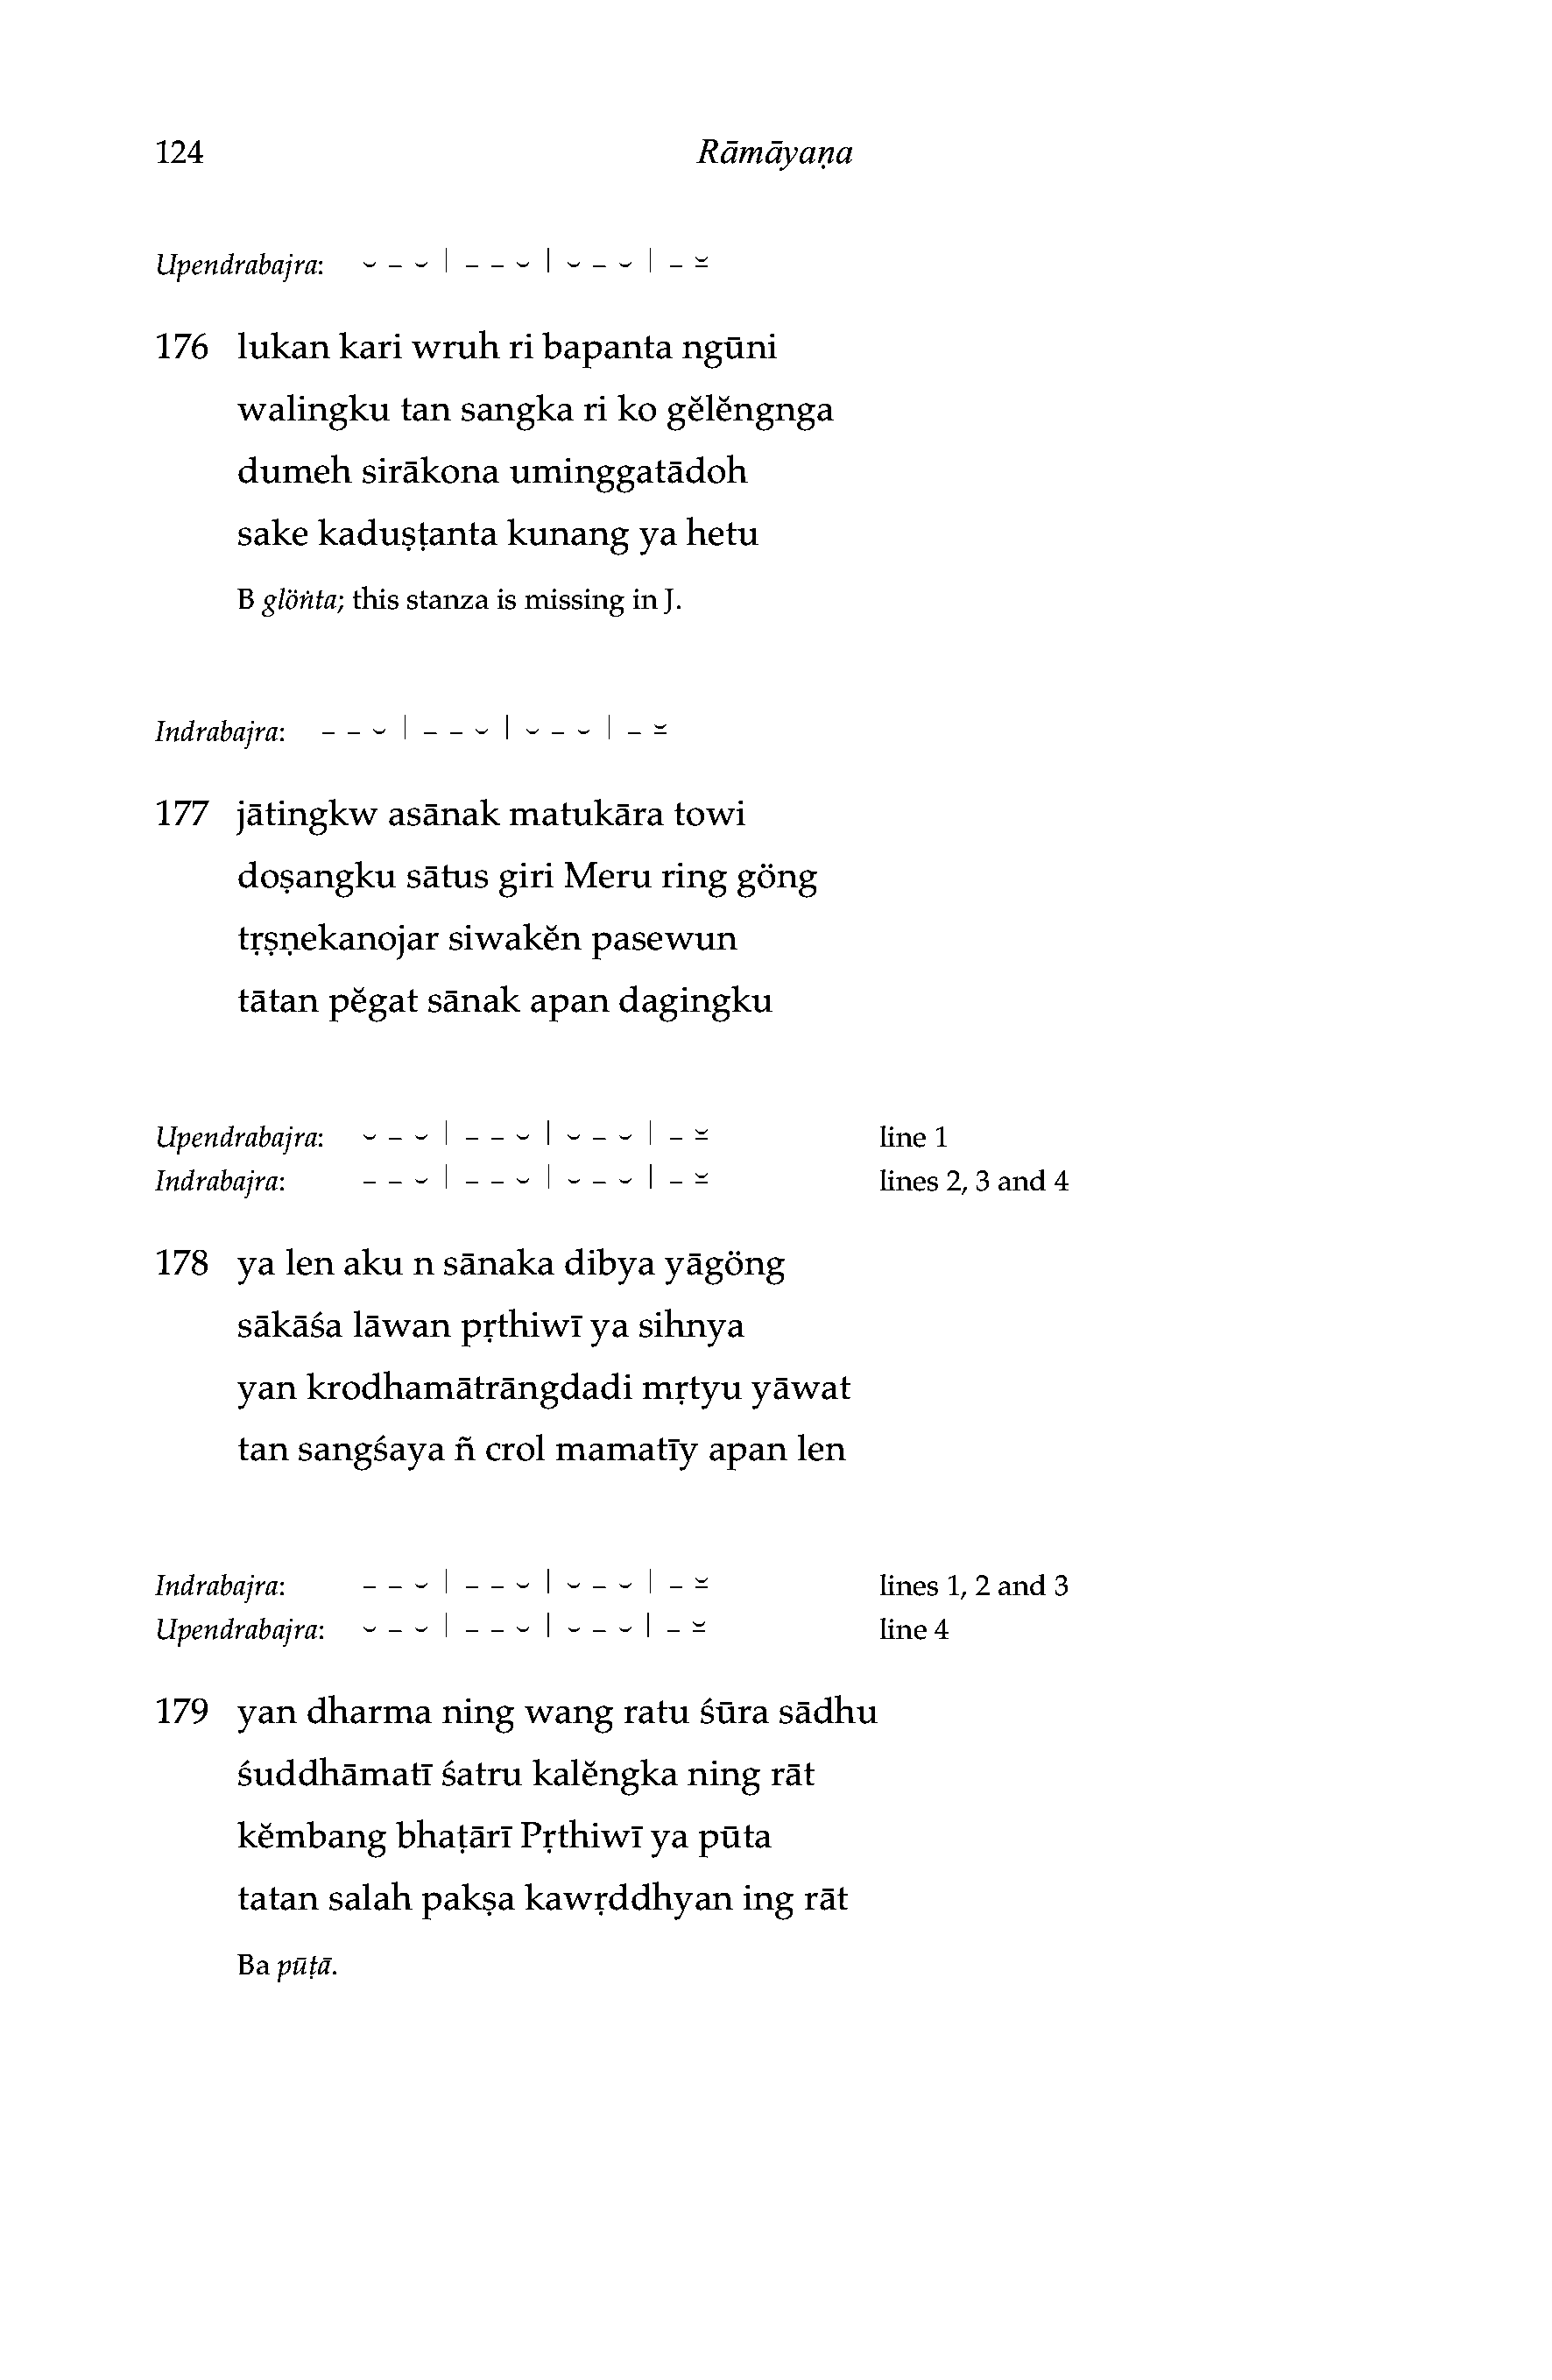 124 Rāmāyaṇa
Upendrabajra: ⏑ – ⏑ | – – ⏑ | ⏑ – ⏑ | – ⏓
176 lukan kari wruh ri bapanta ngūni
walingku tan sangka ri ko gĕlĕngnga
dumeh sirākona uminggatādoh
sake kaduṣṭanta kunang ya hetu
B glöṅta; this stanza is missing in J.
Indrabajra: – – ⏑ | – – ⏑ | ⏑ – ⏑ | – ⏓
177 jātingkw asānak matukāra towi
doṣangku sātus giri Meru ring göng
tṛṣṇekanojar siwakĕn pasewun
tātan pĕgat sānak apan dagingku
Upendrabajra: ⏑ – ⏑ | – – ⏑ | ⏑ – ⏑ | – ⏓ line 1
Indrabajra: – – ⏑ | – – ⏑ | ⏑ – ⏑ | – ⏓ lines 2, 3 and 4
178 ya len aku n sānaka dibya yāgöng
sākāśa lāwan pṛthiwī ya sihnya
yan krodhamātrāngdadi mṛtyu yāwat
tan sangśaya ñ crol mamatīy apan len
Indrabajra: – – ⏑ | – – ⏑ | ⏑ – ⏑ | – ⏓ lines 1, 2 and 3
Upendrabajra: ⏑ – ⏑ | – – ⏑ | ⏑ – ⏑ | – ⏓ line 4
179 yan dharma ning wang ratu śūra sādhu
śuddhāmatī śatru kalĕngka ning rāt
kĕmbang bhaṭārī Pṛthiwī ya pūta
tatan salah pakṣa kawṛddhyan ing rāt
Ba pūṭā.